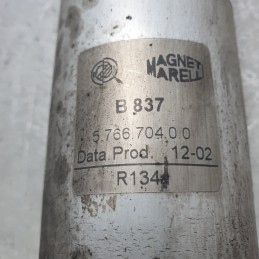 MAGNETI
MARELLI
B 837
5.766.704.0.0
Data Prod. 12-02
R134a